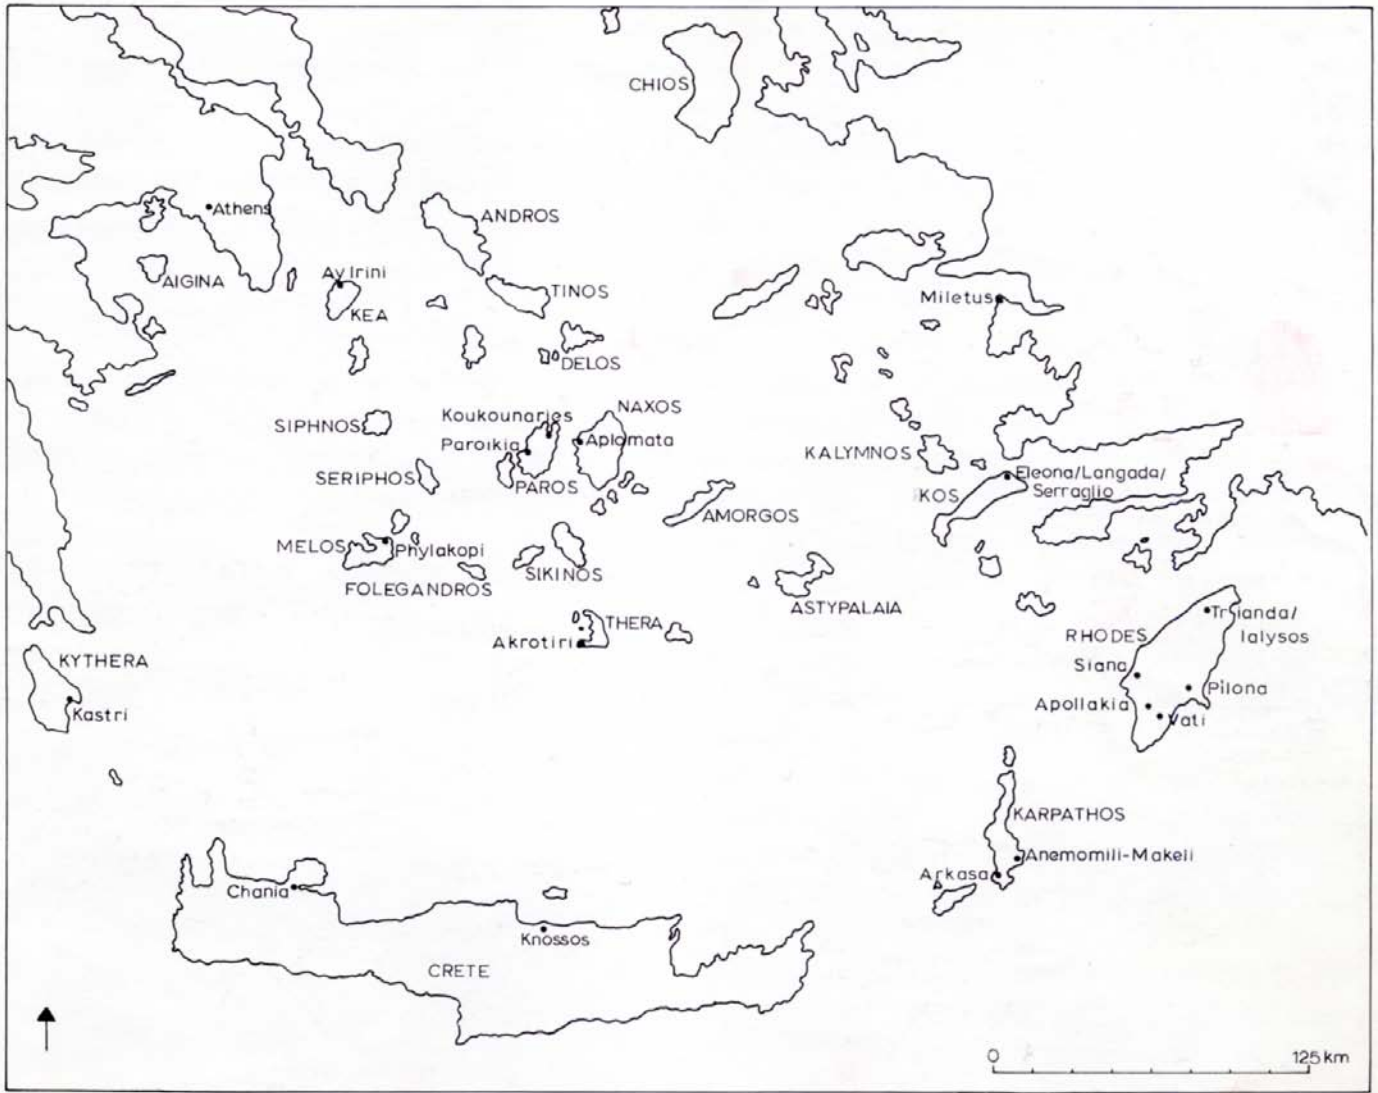 CHIOS
Athens
ANDROS
AIGINA
Ay Irini
KEA
TINOS
Miletus
DELOS
SIPHNOS
Koukounaries
NAXOS
Paroikia
Aplomata
KALYMNOS
SERIPHOS
PAROS
Eleona/Langada/
Serraglio
KOS
AMORGOS
MELOS
Phylakopi
FOLEGANDROS
SIKINOS
ASTYPALAIA
THERA
Akrotiri
Trianda/
Ialysos
RHODES
KYTHERA
Siana
Pilona
Kastri
Apollakia
Vati
KARPATHOS
Anemomili-Makeli
Arkasa
Chania
Knossos
CRETE
0
125 km